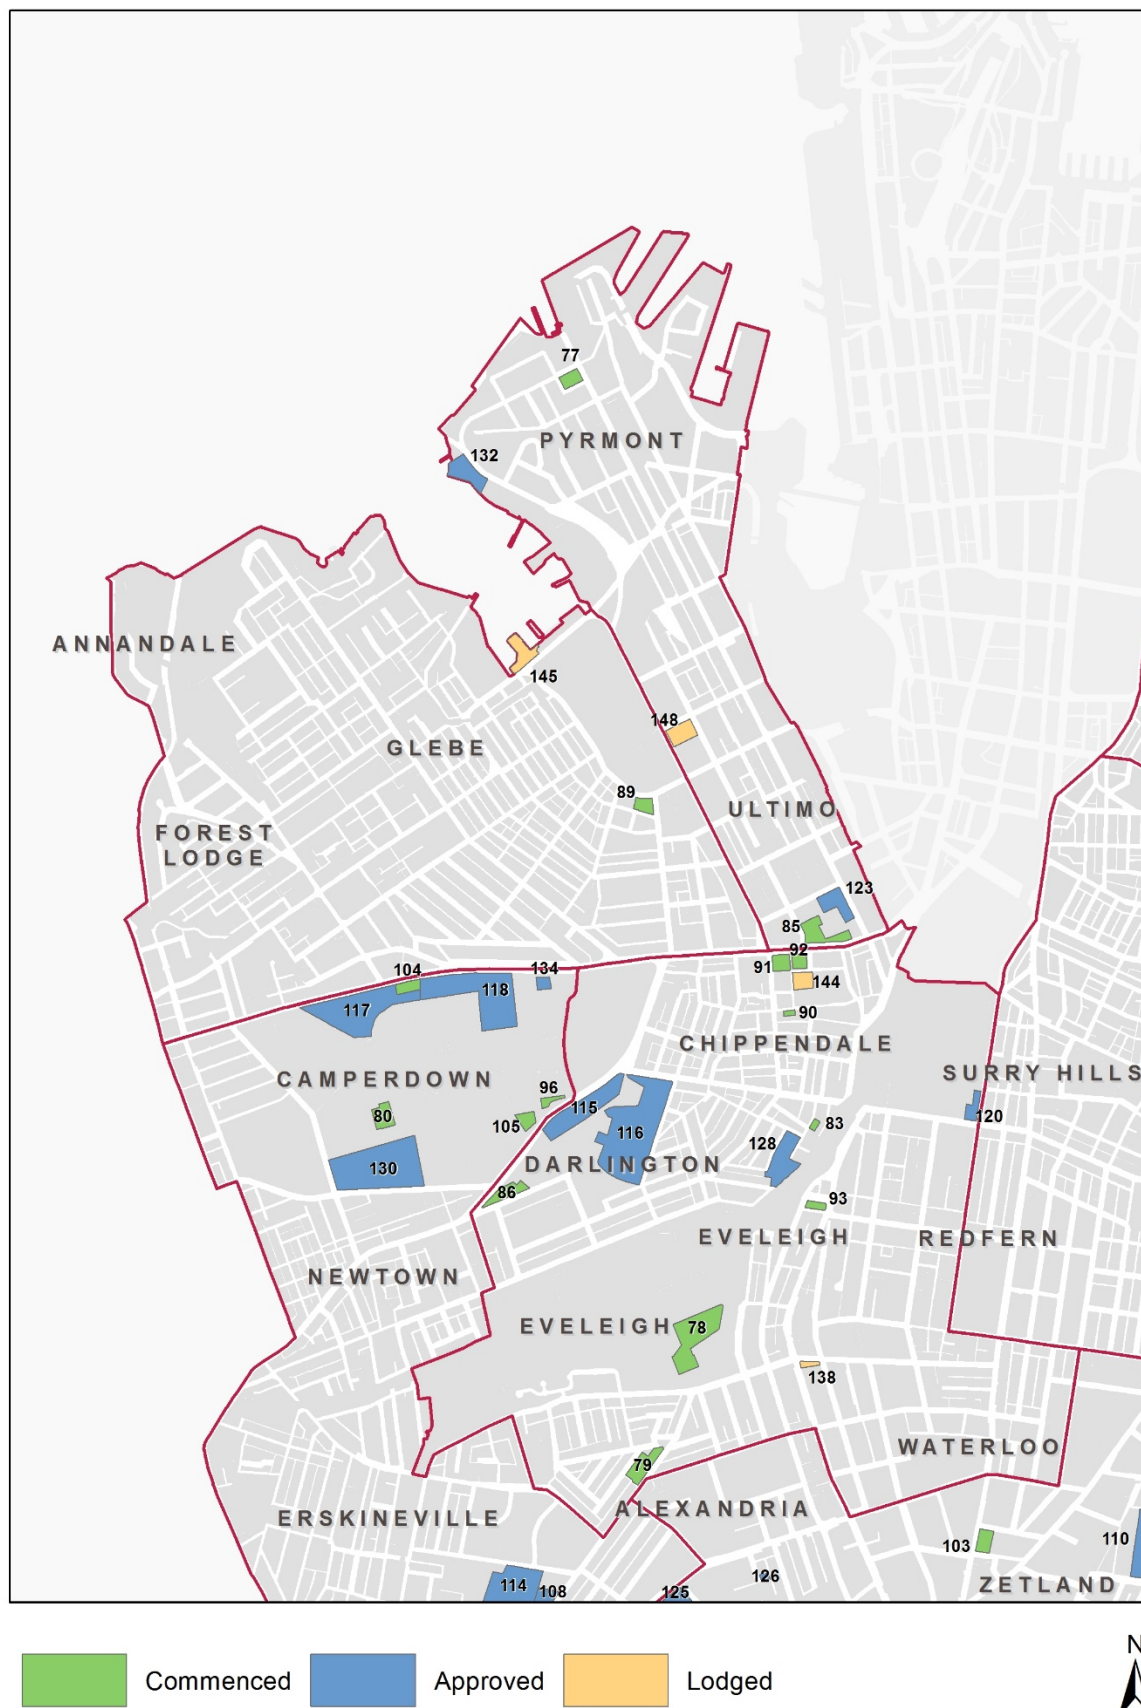 77
PYRMONT
132
ANNANDALE
145
148
GLEBE
89
ULTIMO
FOREST
LODGE
123
85
92
91
134
104
118
144
117
90
CHIPPENDALE
SURRY HILLS
CAMPERDOWN
96
115
80
105
116
83
120
128
130
DARLINGTON
86
93
EVELEIGH
REDFERN
NEWTOWN
EVELEIGH
78
138
WATERLOO
79
ALEXANDRIA
ERSKINEVILLE
103
110
126
ZETLAND
114
108
125
Commenced
Approved
Lodged
N